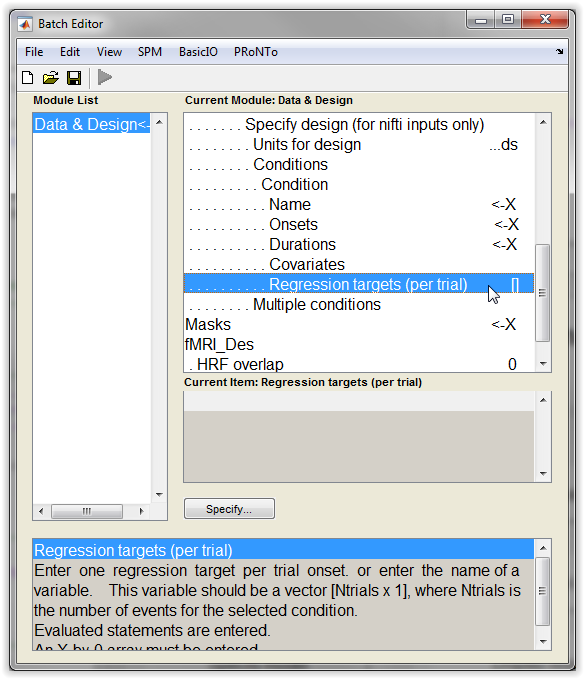 Batch Editor
File Edit View SPM BasicIO PRoNTo
Module List
Data & Design<-
Current Module: Data & Design
. . . . . . . Specify design (for nifti inputs only)
. . . . . . . . Units for design ...ds
. . . . . . . . Conditions
. . . . . . . . . Condition
. . . . . . . . . . Name <-X
. . . . . . . . . . Onsets <-X
. . . . . . . . . . Durations <-X
. . . . . . . . . . Covariates
. . . . . . . . . . Regression targets (per trial) []
. . . . . . . . Multiple conditions
Masks <-X
fMRI_Des
. HRF overlap 0
Current Item: Regression targets (per trial)
Specify...
Regression targets (per trial)
Enter one regression target per trial onset. or enter the name of a
variable. This variable should be a vector [Ntrials x 1], where Ntrials is
the number of events for the selected condition.
Evaluated statements are entered.
An X-by-0 array must be entered